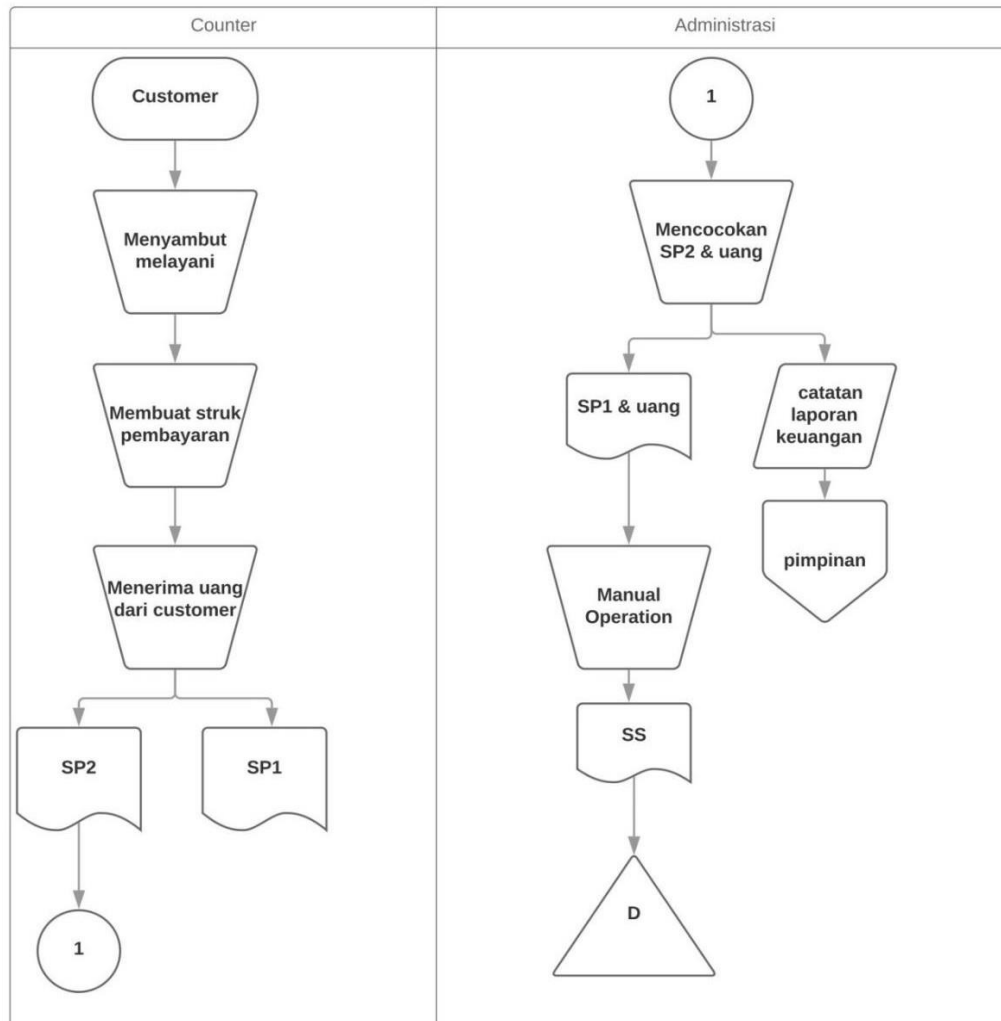 Counter
Customer
Menyambut
melayani
Membuat struk
pembayaran
Menerima uang
dari customer
SP2
SP1
1
Administrasi
1
Mencocokan
SP2 & uang
SP1 & uang
catatan
laporan
keuangan
pimpinan
Manual
Operation
SS
D